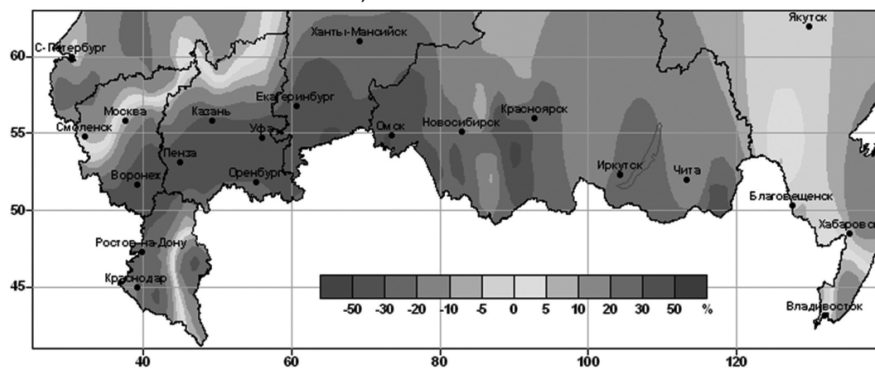 Якутск
Ханты-Мансийск
60
С-Петербург
Екатеринбург
Москва
Казань
Красноярск
Новосибирск
Смоленск
Уфа
Омск
55
Пенза
Иркутск
Чита
Воронеж
Оренбург
Благовещенск
50
Хабаровск
Ростов-на-Дону
Краснодар
45
-50 -30 -20 -10 -5 0 5 10 20 30 50 %
Владивосток
40 60 80 100 120